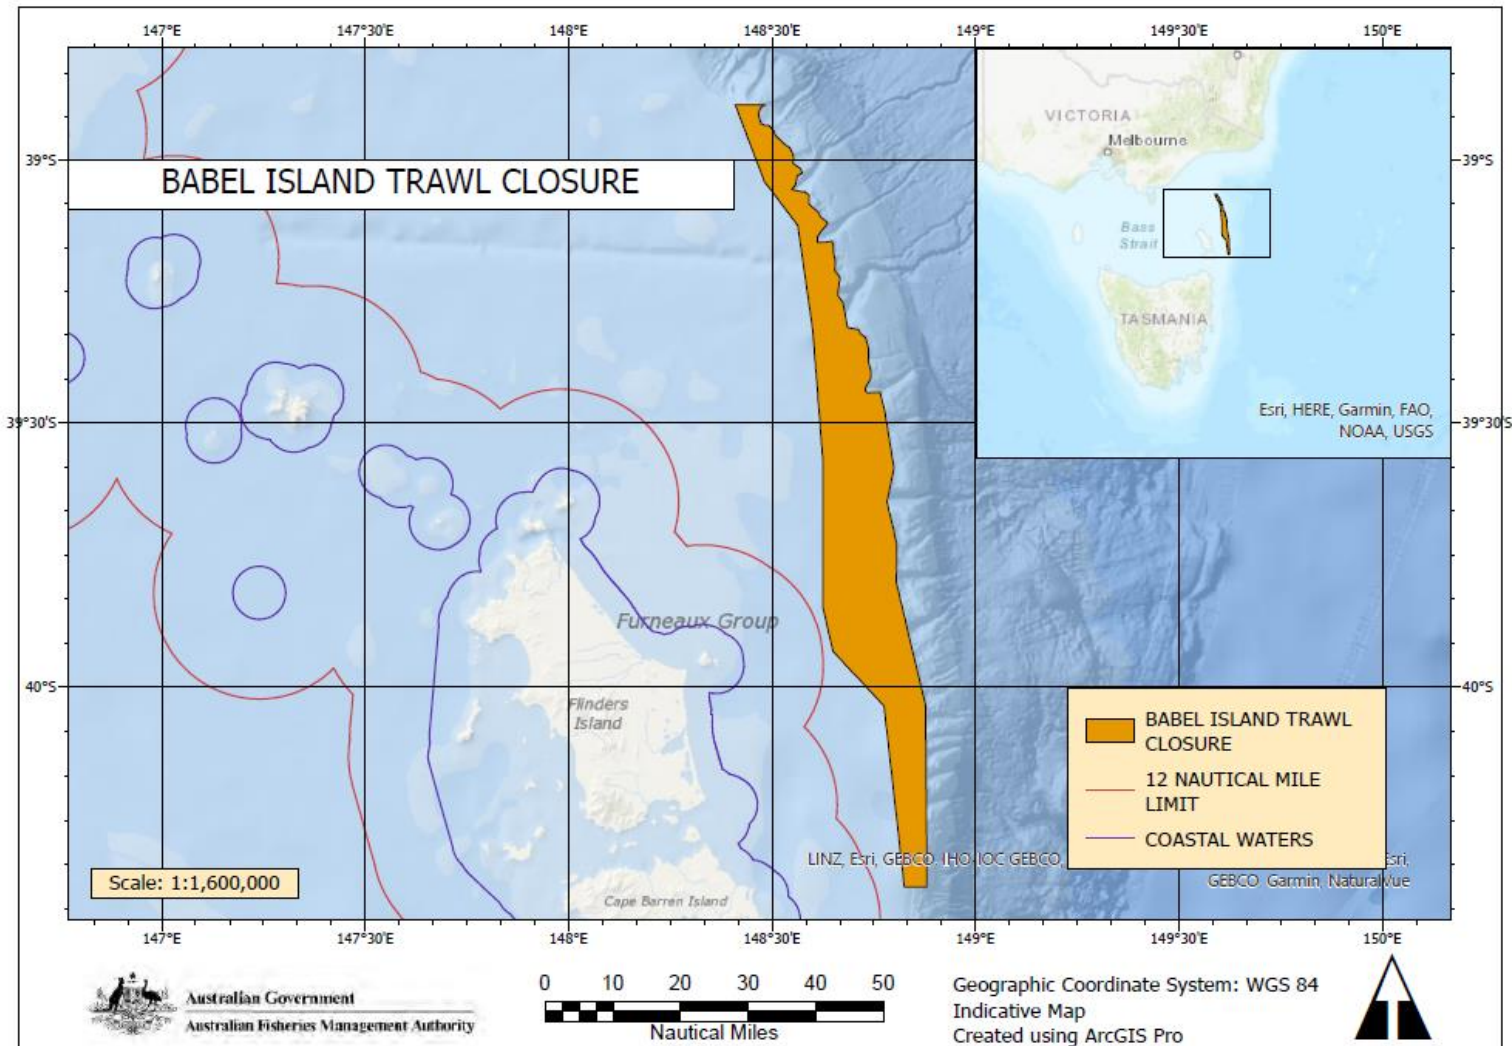 147°E 147°30'E 148°E 148°30'E 149°E 149°30'E 150°E
39°S 39°S
BABEL ISLAND TRAWL CLOSURE
VICTORIA
Melbourne
Bass
Strait
TASMANIA
Esri, HERE, Garmin, FAO,
NOAA, USGS
39°30'S 39°30'S
Furneaux Group
Flinders
Island
40°S 40°S
BABEL ISLAND TRAWL
CLOSURE
12 NAUTICAL MILE
LIMIT
COASTAL WATERS
LINZ, Esri, GEBCO, IHO-IOC GEBCO, Esri,
GEBCO, Garmin, NaturalVue
Scale: 1:1,600,000
Cape Barren Island
147°E 147°30'E 148°E 148°30'E 149°E 149°30'E 150°E
Australian Government
Australian Fisheries Management Authority
0 10 20 30 40 50
Nautical Miles
Geographic Coordinate System: WGS 84
Indicative Map
Created using ArcGIS Pro